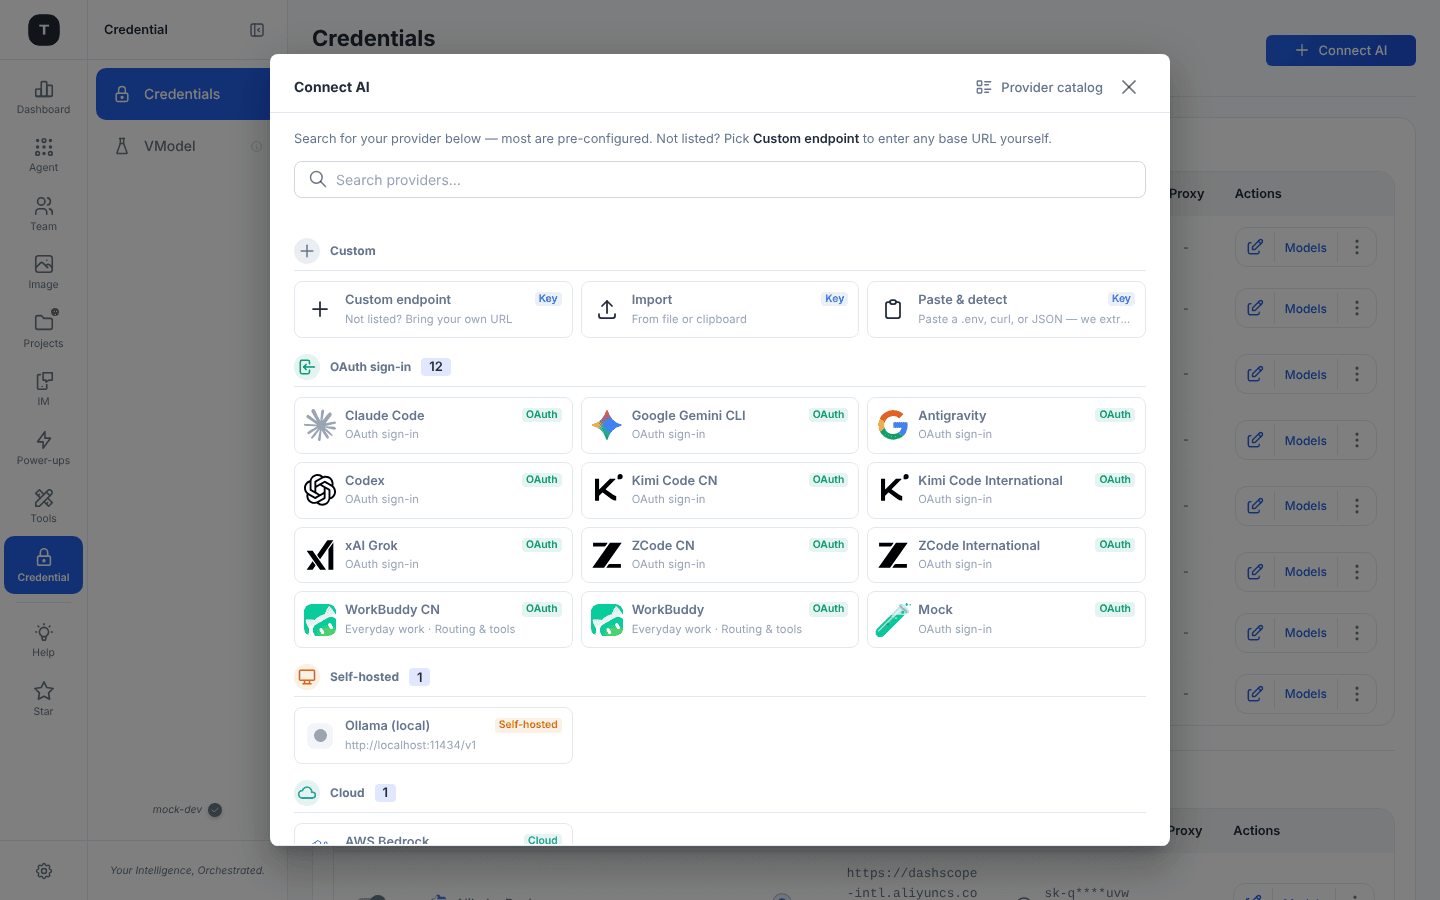 T
Credential
Credentials
Connect AI
Dashboard
Agent
Team
Image
Projects
IM
Power-ups
Tools
Credential
Help
Star
Credentials
VModel
mock-dev
Your Intelligence, Orchestrated.
Connect AI
Provider catalog
Search for your provider below — most are pre-configured. Not listed? Pick Custom endpoint to enter any base URL yourself.
Search providers...
Custom
Custom endpoint
Key
Not listed? Bring your own URL
Import
Key
From file or clipboard
Paste & detect
Key
Paste a .env, curl, or JSON — we extr...
OAuth sign-in
12
Claude Code
OAuth
OAuth sign-in
Google Gemini CLI
OAuth
OAuth sign-in
Antigravity
OAuth
OAuth sign-in
Codex
OAuth
OAuth sign-in
Kimi Code CN
OAuth
OAuth sign-in
Kimi Code International
OAuth
OAuth sign-in
xAI Grok
OAuth
OAuth sign-in
ZCode CN
OAuth
OAuth sign-in
ZCode International
OAuth
OAuth sign-in
WorkBuddy CN
OAuth
Everyday work · Routing & tools
WorkBuddy
OAuth
Everyday work · Routing & tools
Mock
OAuth
OAuth sign-in
Self-hosted
1
Ollama (local)
Self-hosted
http://localhost:11434/v1
Cloud
1
AWS Bedrock
Cloud
Proxy
Actions
-
Models
Models
-
Models
-
Models
-
Models
-
Models
-
Models
-
Models
Proxy
Actions
https://dashscope
-intl.aliyuncs.co
sk-q****uvw